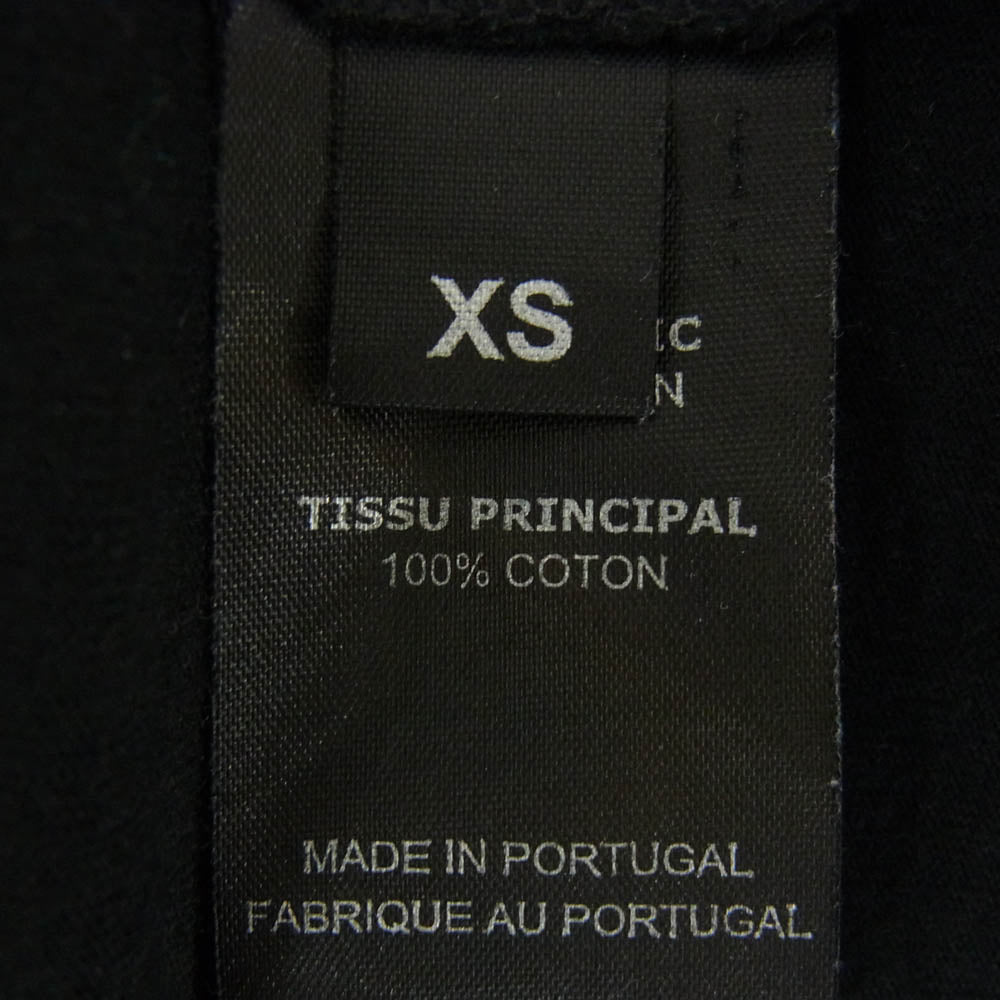 XS
TISSU PRINCIPAL
100% COTON
MADE IN PORTUGAL
FABRIQUE AU PORTUGAL